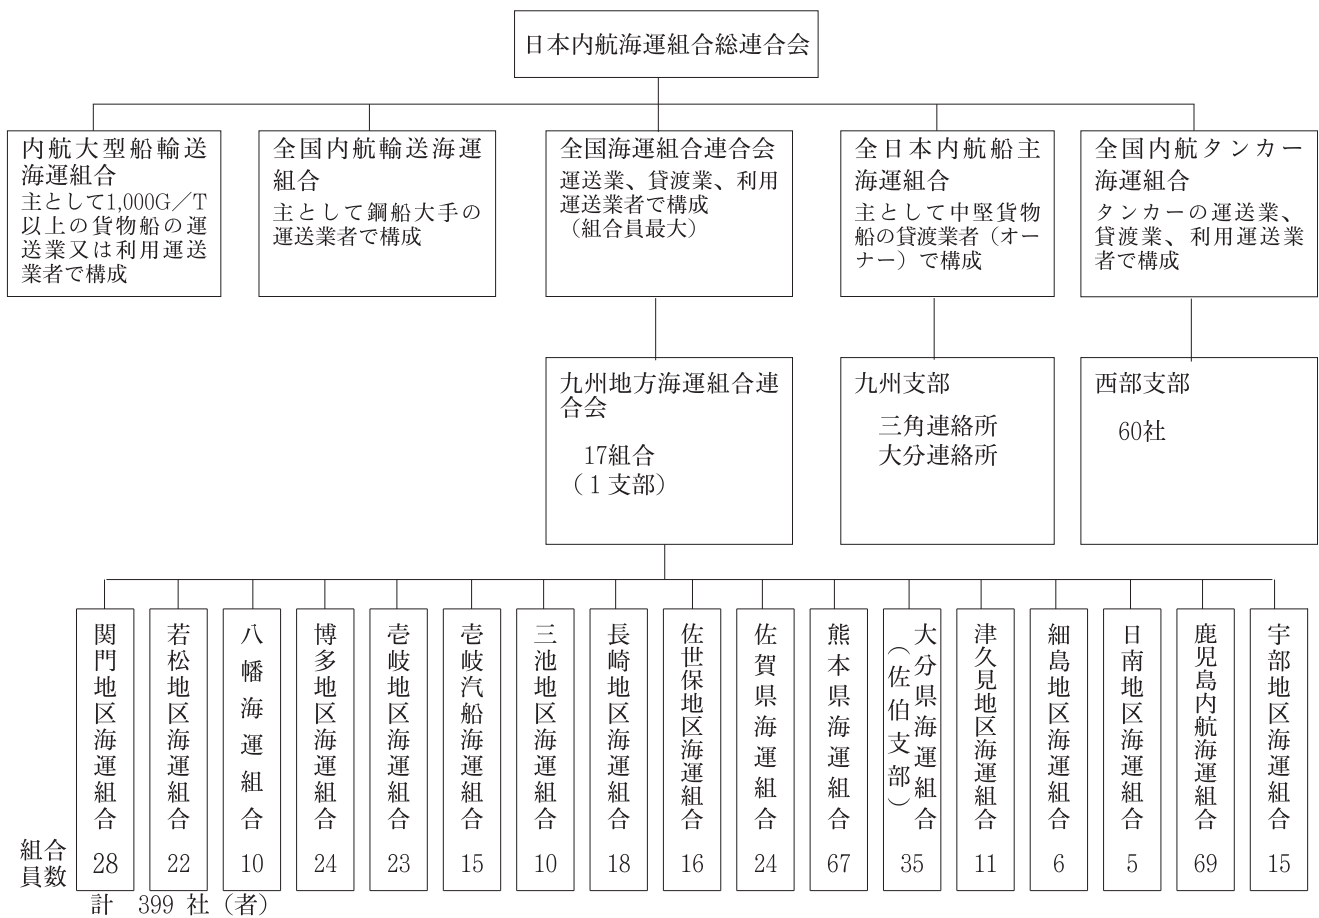 日本内航海運組合総連合会
内航大型船輸送
海運組合
主として1,000G／T
以上の貨物船の運
送業又は利用運送
業者で構成
全国内航輸送海運
組合
主として鋼船大手の
運送業者で構成
全国海運組合連合会
運送業、貸渡業、利用
運送業者で構成
（組合員最大）
全日本内航船主
海運組合
主として中堅貨物
船の貸渡業者（オー
ナー）で構成
全国内航タンカー
海運組合
タンカーの運送業、
貸渡業、利用運送業
者で構成
九州地方海運組合連
合会
17組合
（１支部）
九州支部
三角連絡所
大分連絡所
西部支部
60社
関門地区海運組合
28
若松地区海運組合
22
八幡海運組合
10
博多地区海運組合
24
壱岐地区海運組合
23
壱岐汽船海運組合
15
三池地区海運組合
10
長崎地区海運組合
18
佐世保地区海運組合
16
佐賀県海運組合
24
熊本県海運組合
67
大分県海運組合
（佐伯支部）
35
津久見地区海運組合
11
細島地区海運組合
6
日南地区海運組合
5
鹿児島内航海運組合
69
宇部地区海運組合
15
組合
員数
計　399 社（者）